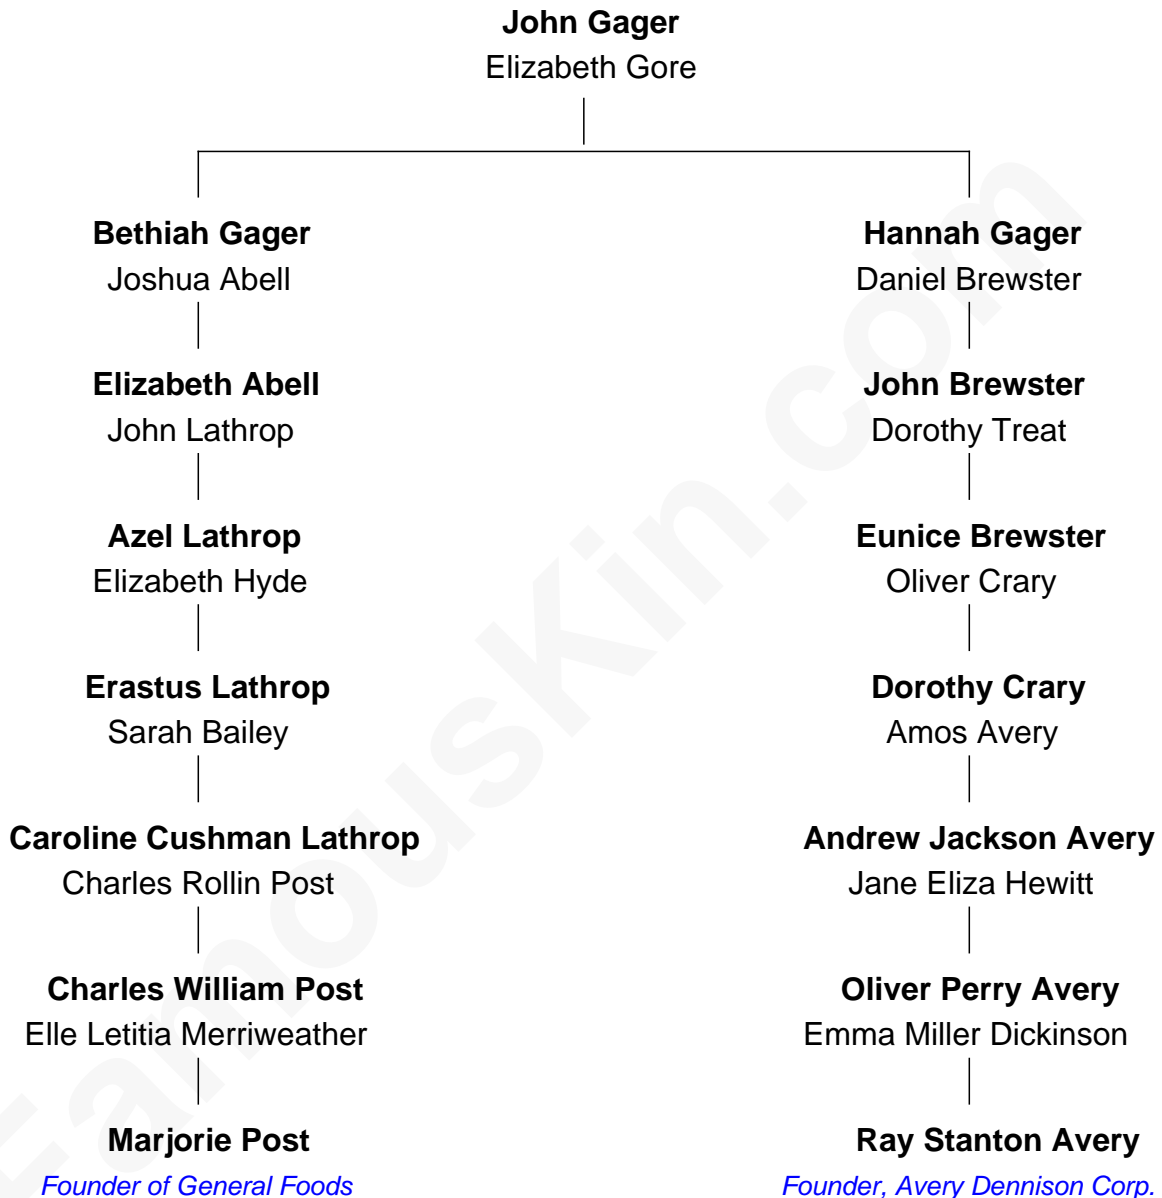 John Gager
Elizabeth Gore
Bethiah Gager
Joshua Abell
Elizabeth Abell
John Lathrop
Azel Lathrop
Elizabeth Hyde
Erastus Lathrop
Sarah Bailey
Caroline Cushman Lathrop
Charles Rollin Post
Charles William Post
Elle Letitia Merriweather
Marjorie Post
Founder of General Foods
Hannah Gager
Daniel Brewster
John Brewster
Dorothy Treat
Eunice Brewster
Oliver Crary
Dorothy Crary
Amos Avery
Andrew Jackson Avery
Jane Eliza Hewitt
Oliver Perry Avery
Emma Miller Dickinson
Ray Stanton Avery
Founder, Avery Dennison Corp.
FamousKin.com